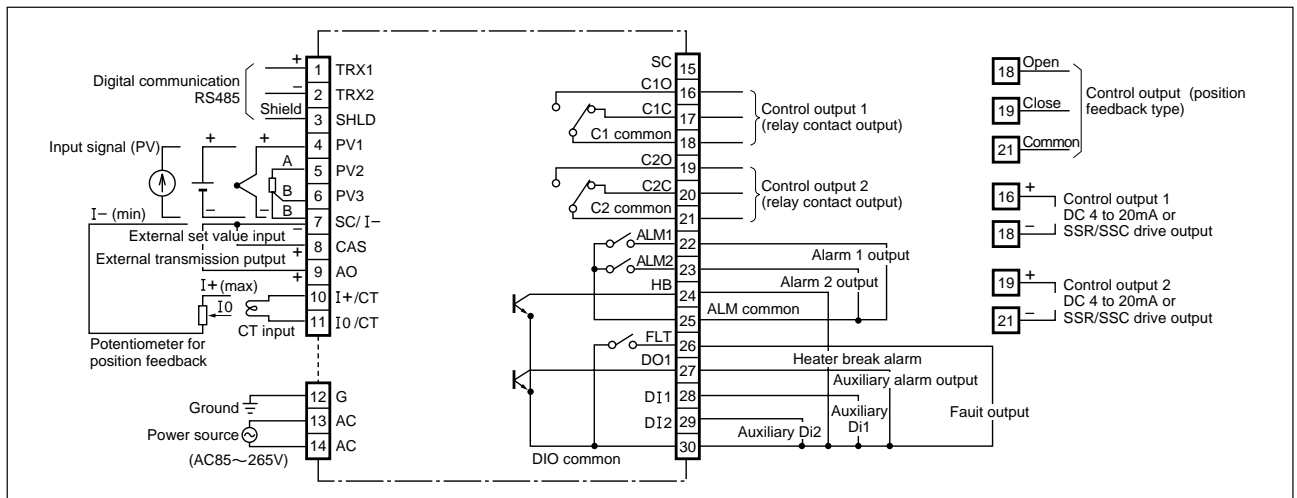 Digital communication
RS485
+
−
Shield
1 TRX1
2 TRX2
3 SHLD
Input signal (PV)
+ + −
− −
A
B
B
4 PV1
5 PV2
6 PV3
7 SC/I−
8 CAS
9 AO
10 I+/CT
11 I0/CT
I− (min)
External set value input −
+
External transmission putput
+
I+(max)
I0
CT input
Potentiometer for
position feedback
Ground
Power source
(AC85〜265V)
12 G
13 AC
14 AC
SC 15
C1O 16
C1C 17
C1 common 18
Control output 1
(relay contact output)
C2O 19
C2C 20
C2 common 21
Control output 2
(relay contact output)
ALM1 22
ALM2 23
HB 24
25
FLT 26
DO1 27
DI1 28
DI2 29
30
DIO common
Alarm 1 output
Alarm 2 output
ALM common
Heater break alarm
Auxiliary alarm output
Auxiliary
Di1
Auxiliary Di2
Fauit output
18 Open
19 Close
21 Common
Control output (position
feedback type)
16 +
18 −
Control output 1
DC 4 to 20mA or
SSR/SSC drive output
19 +
21 −
Control output 2
DC 4 to 20mA or
SSR/SSC drive output